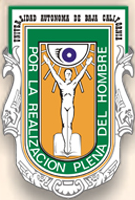 UNIVERSIDAD AUTONOMA DE BAJA CALIFORNIA
POR LA REALIZACION PLENA DEL HOMBRE